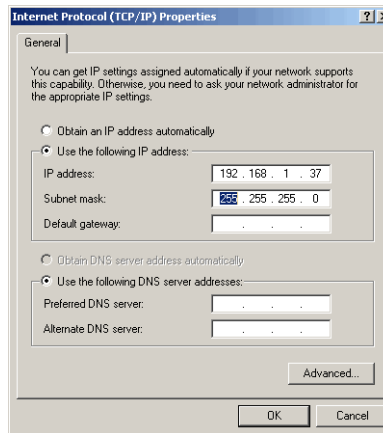 Internet Protocol (TCP/IP) Properties
General
You can get IP settings assigned automatically if your network supports
this capability. Otherwise, you need to ask your network administrator for
the appropriate IP settings.
Obtain an IP address automatically
Use the following IP address:
IP address: 192 . 168 . 1 . 37
Subnet mask: 255 . 255 . 255 . 0
Default gateway: . . .
Obtain DNS server address automatically
Use the following DNS server addresses:
Preferred DNS server: . . .
Alternate DNS server: . . .
Advanced...
OK Cancel